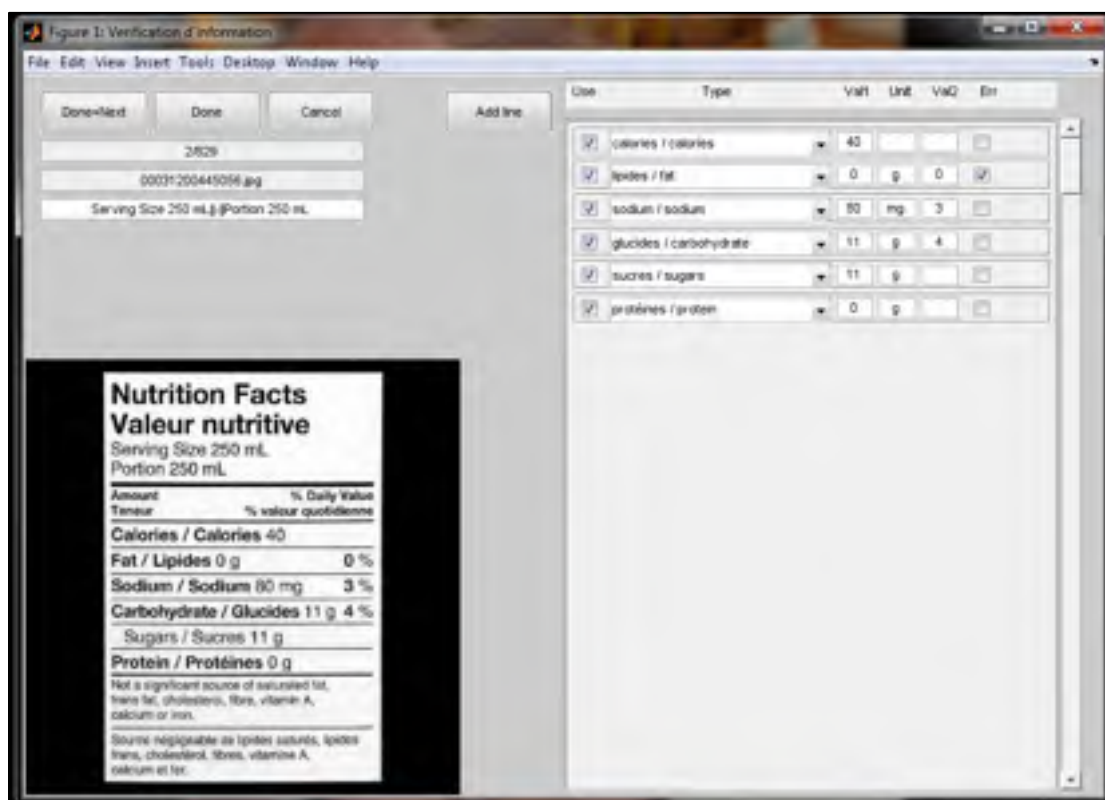 Figure 1: Verification d'information
File Edit View Insert Tools Desktop Window Help
Done+Next Done Cancel Add line
2/829
00031200445056.jpg
Serving Size 250 mL Portion 250 mL
Use Type Val1 Unit Val2 Err
calories / calories 40
lipides / fat 0 g 0
sodium / sodium 80 mg 3
glucides / carbohydrate 11 g 4
sucres / sugars 11 g
protéines / protein 0 g
Nutrition Facts
Valeur nutritive
Serving Size 250 mL
Portion 250 mL
Amount % Daily Value
Teneur % valeur quotidienne
Calories / Calories 40
Fat / Lipides 0 g 0 %
Sodium / Sodium 80 mg 3 %
Carbohydrate / Glucides 11 g 4 %
Sugars / Sucres 11 g
Protein / Protéines 0 g
Not a significant source of saturated fat,
trans fat, cholesterol, fibre, vitamin A,
calcium or iron.
Source négligeable de lipides saturés, lipides
trans, cholestérol, fibres, vitamine A,
calcium et fer.